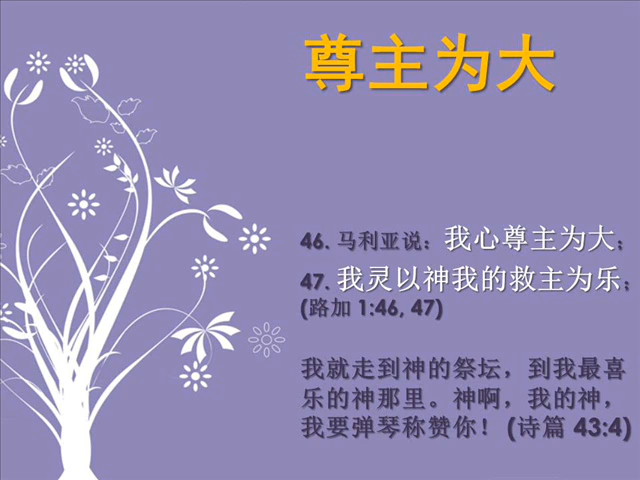 尊主为大
46. 马利亚说：我心尊主为大；
47. 我灵以神我的救主为乐；
(路加 1:46, 47)
我就走到神的祭坛，到我最喜
乐的神那里。神啊，我的神，
我要弹琴称赞你！ (诗篇 43:4)